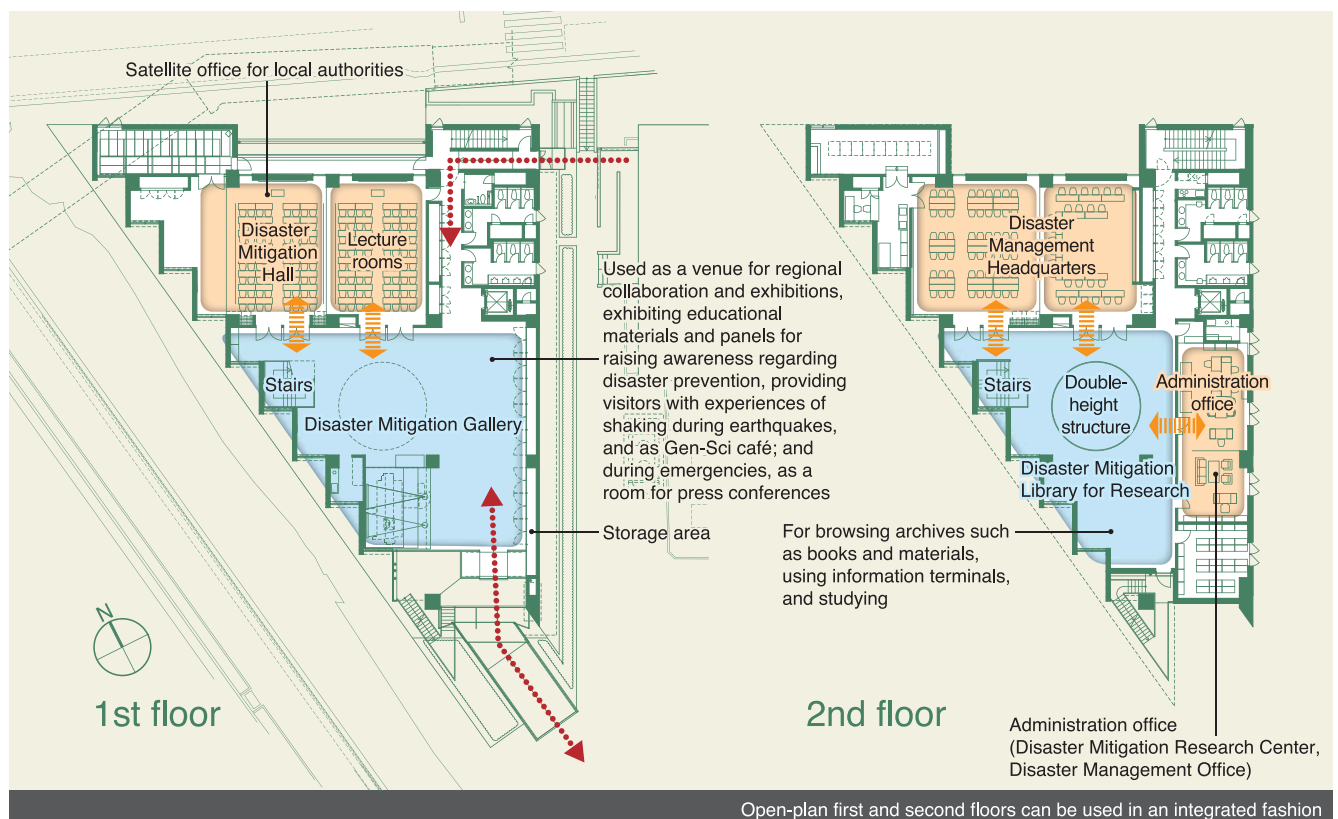 Satellite office for local authorities
Disaster
Mitigation
Hall
Lecture
rooms
Used as a venue for regional
collaboration and exhibitions,
exhibiting educational
materials and panels for
raising awareness regarding
disaster prevention, providing
visitors with experiences of
shaking during earthquakes,
and as Gen-Sci café; and
during emergencies, as a
room for press conferences
Stairs
Disaster Mitigation Gallery
Storage area
N
1st floor
Disaster
Management
Headquarters
Stairs
Double-
height
structure
Administration
office
Disaster Mitigation
Library for Research
For browsing archives such
as books and materials,
using information terminals,
and studying
2nd floor
Administration office
(Disaster Mitigation Research Center,
Disaster Management Office)
Open-plan first and second floors can be used in an integrated fashion